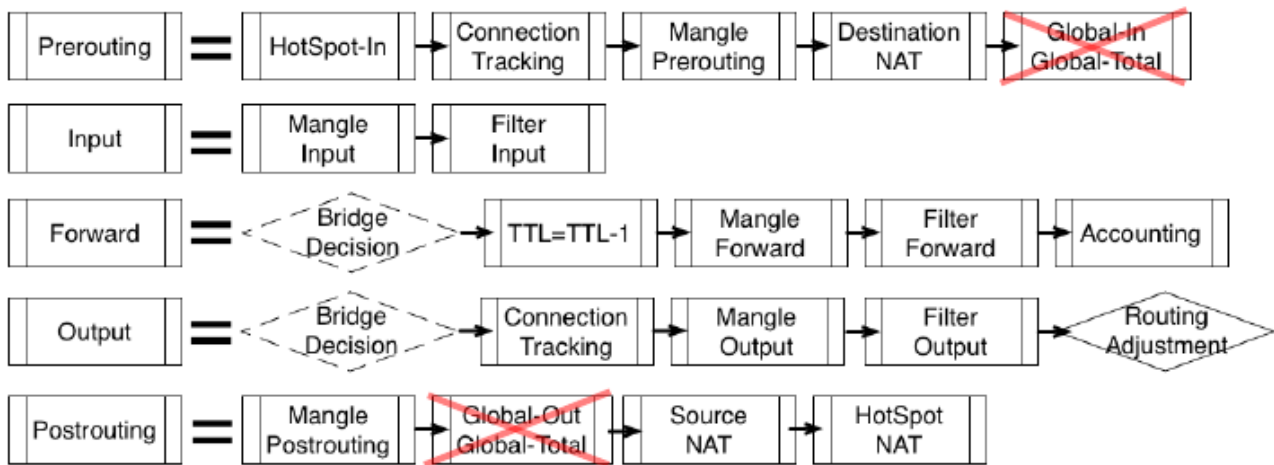 Prerouting = HotSpot-In Connection Tracking Mangle Prerouting Destination NAT Global-In Global-Total
Input = Mangle Input Filter Input
Forward = Bridge Decision TTL=TTL-1 Mangle Forward Filter Forward Accounting
Output = Bridge Decision Connection Tracking Mangle Output Filter Output Routing Adjustment
Postrouting = Mangle Postrouting Global-Out Global-Total Source NAT HotSpot NAT